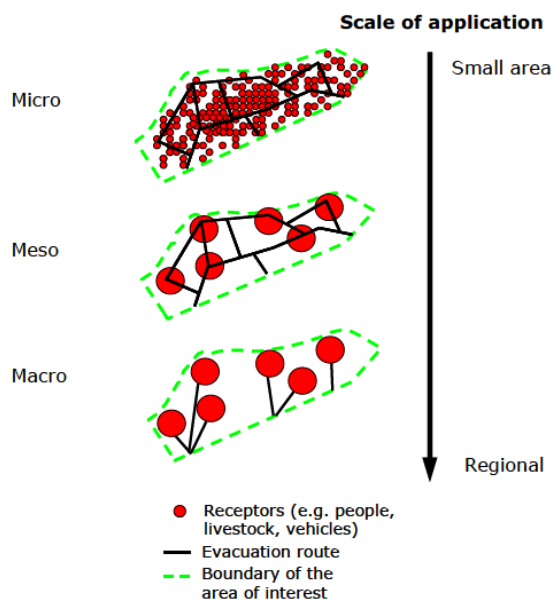 Scale of application
Small area
Micro
Meso
Macro
Regional
Receptors (e.g. people,
livestock, vehicles)
Evacuation route
Boundary of the
area of interest